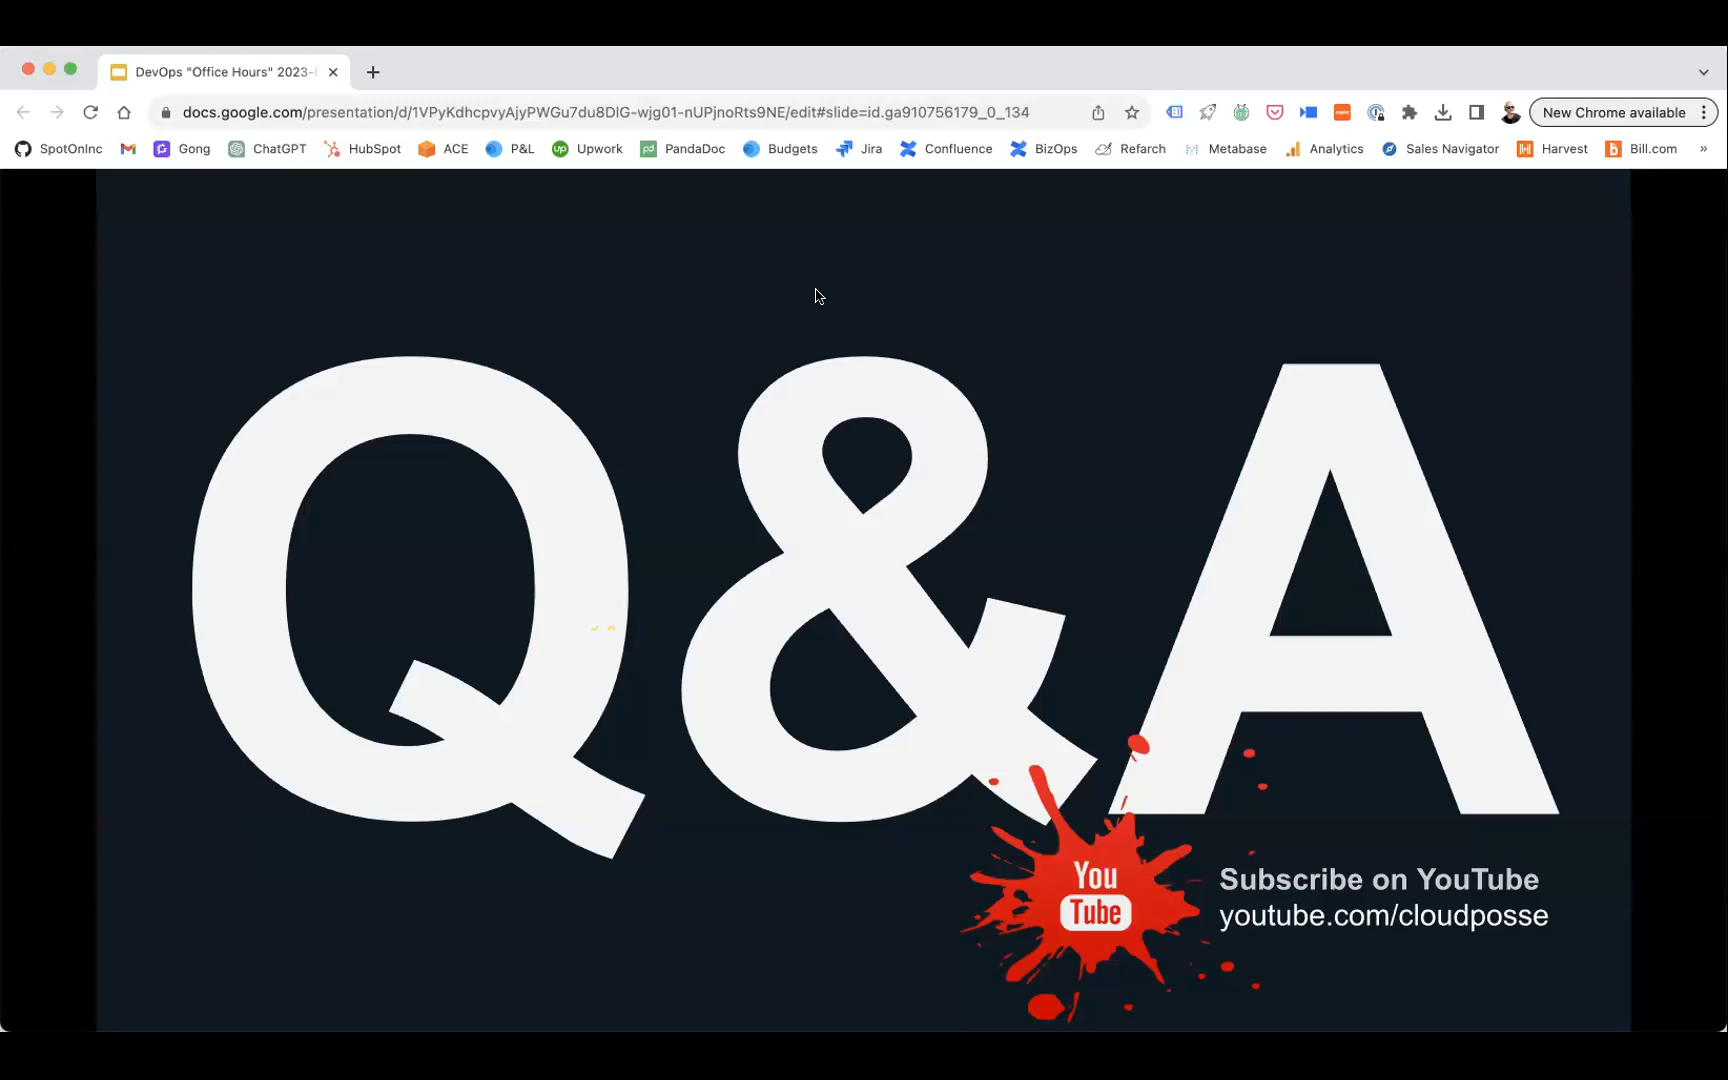 DevOps "Office Hours" 2023-
docs.google.com/presentation/d/1VPyKdhcpvyAjyPWGu7du8DlG-wjg01-nUPjnoRts9NE/edit#slide=id.ga910756179_0_134
New Chrome available
SpotOnInc Gong ChatGPT HubSpot ACE P&L Upwork PandaDoc Budgets Jira Confluence BizOps Refarch Metabase Analytics Sales Navigator Harvest Bill.com »
Q&A
You
Tube
Subscribe on YouTube
youtube.com/cloudposse